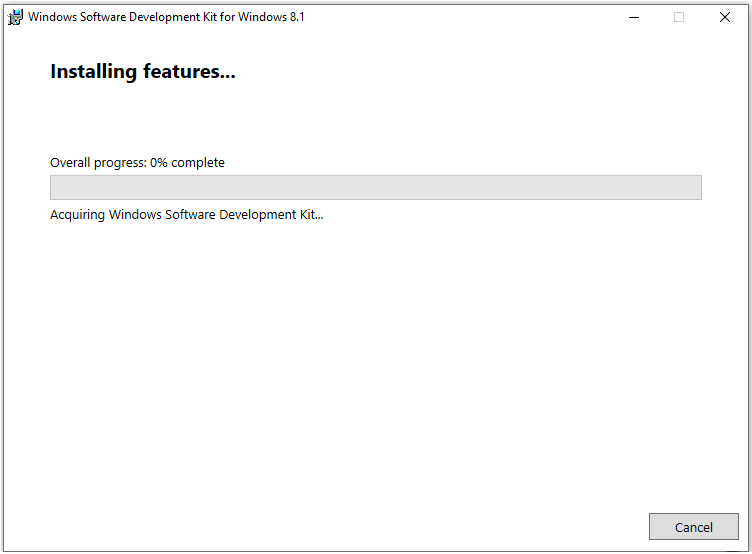 Windows Software Development Kit for Windows 8.1
Installing features...
Overall progress: 0% complete
Acquiring Windows Software Development Kit...
Cancel